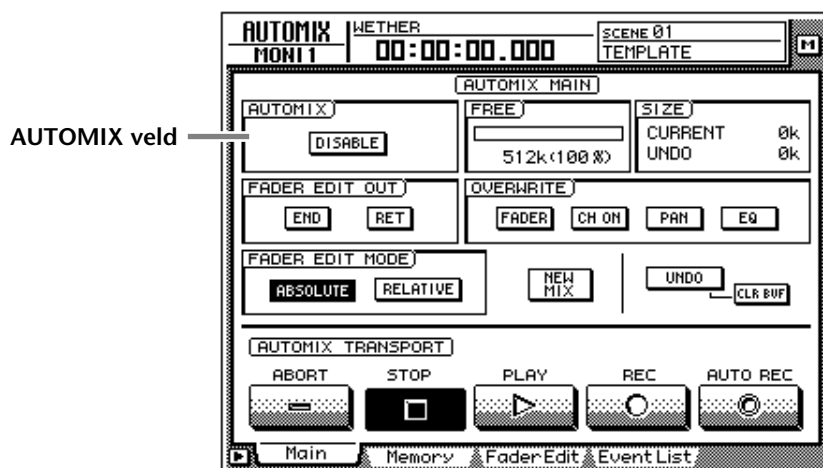 AUTOMIX
WETHER
SCENE 01
MONI 1
00:00:00.000
TEMPLATE
M
AUTOMIX MAIN
AUTOMIX
FREE
SIZE
AUTOMIX veld
DISABLE
CURRENT 0k
512k(100%)
UNDO 0k
FADER EDIT OUT
OVERWRITE
END RET
FADER CH ON PAN EQ
FADER EDIT MODE
ABSOLUTE RELATIVE
NEW MIX
UNDO
CLR BUF
AUTOMIX TRANSPORT
ABORT STOP PLAY REC AUTO REC
Main Memory Fader Edit Event List